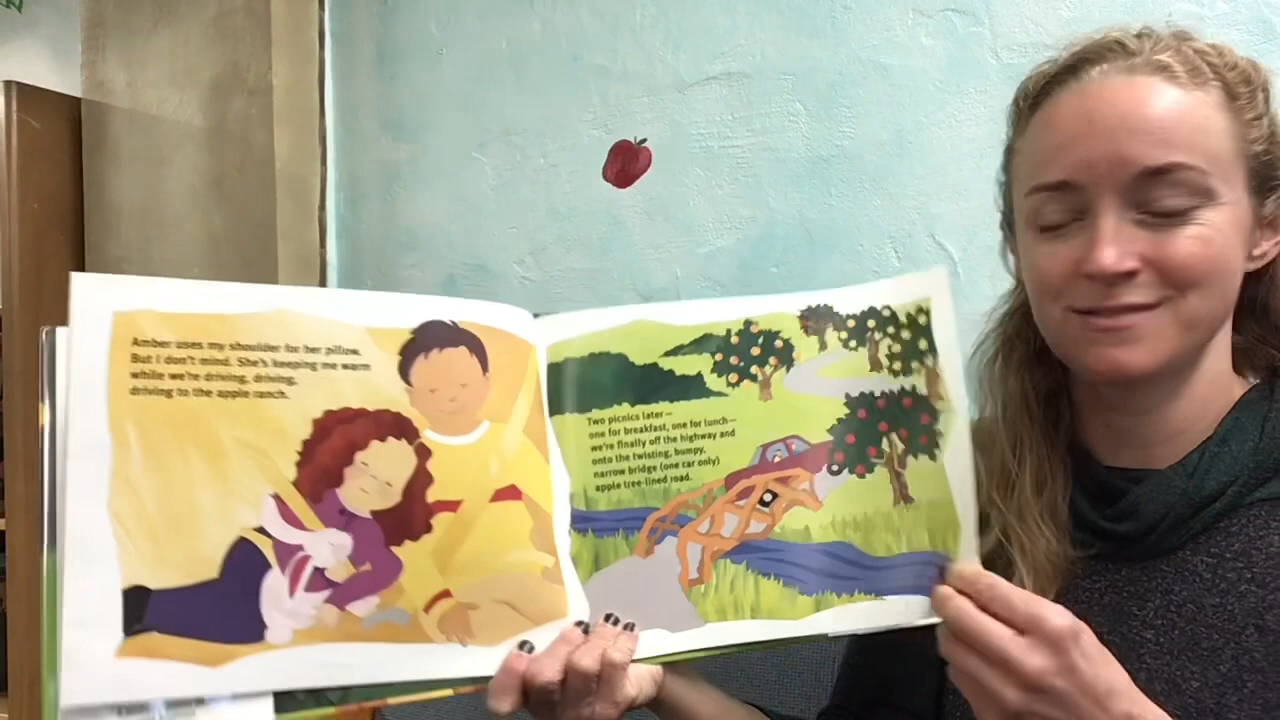 Amber uses my shoulder for her pillow.
But I don't mind. She's keeping me warm
while we're driving, driving,
driving to the apple ranch.
Two picnics later—
one for breakfast, one for lunch—
we're finally off the highway and
onto the twisting, bumpy,
narrow bridge (one car only)
apple tree-lined road.